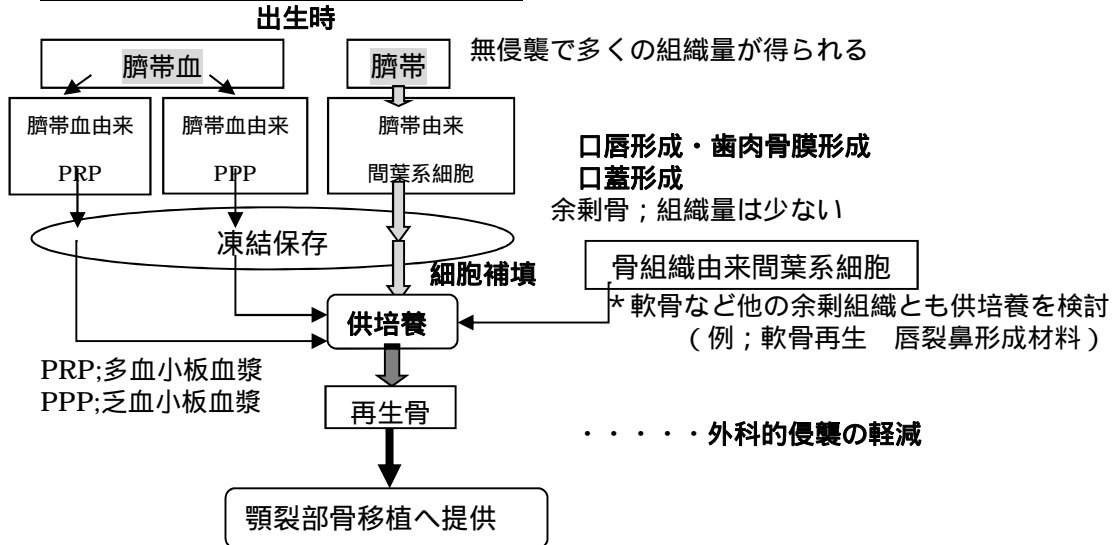 出生時
臍帯血
臍帯
無侵襲で多くの組織量が得られる
臍帯血由来
PRP
臍帯血由来
PPP
臍帯由来
間葉系細胞
口唇形成・歯肉骨膜形成
口蓋形成
余剰骨；組織量は少ない
凍結保存
細胞補填
骨組織由来間葉系細胞
*軟骨など他の余剰組織とも供培養を検討
（例；軟骨再生　唇裂鼻形成材料）
供培養
PRP;多血小板血漿
PPP;乏血小板血漿
再生骨
・・・・・外科的侵襲の軽減
顎裂部骨移植へ提供